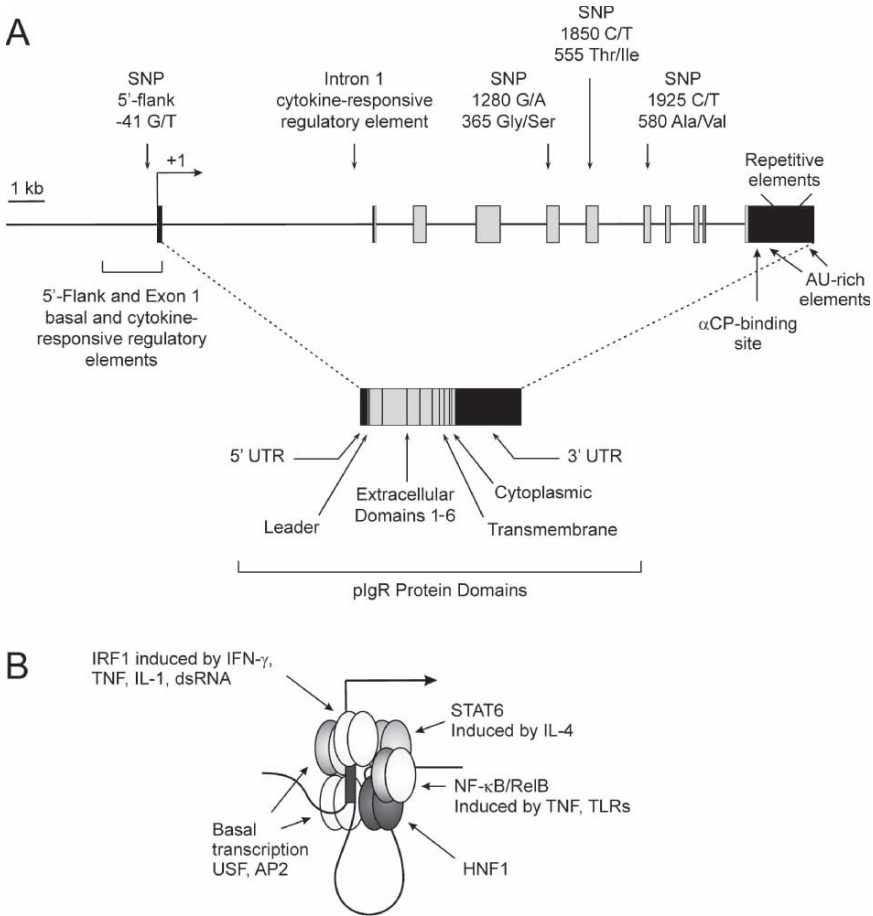 A
SNP
5'-flank
-41 G/T
Intron 1
cytokine-responsive
regulatory element
SNP
1280 G/A
365 Gly/Ser
SNP
1850 C/T
555 Thr/Ile
SNP
1925 C/T
580 Ala/Val
+1
1 kb
Repetitive
elements
5'-Flank and Exon 1
basal and cytokine-
responsive regulatory
elements
αCP-binding
site
AU-rich
elements
5' UTR
Leader
Extracellular
Domains 1-6
Cytoplasmic
Transmembrane
3' UTR
pIgR Protein Domains
B
IRF1 induced by IFN-γ,
TNF, IL-1, dsRNA
STAT6
Induced by IL-4
NF-κB/RelB
Induced by TNF, TLRs
Basal
transcription
USF, AP2
HNF1